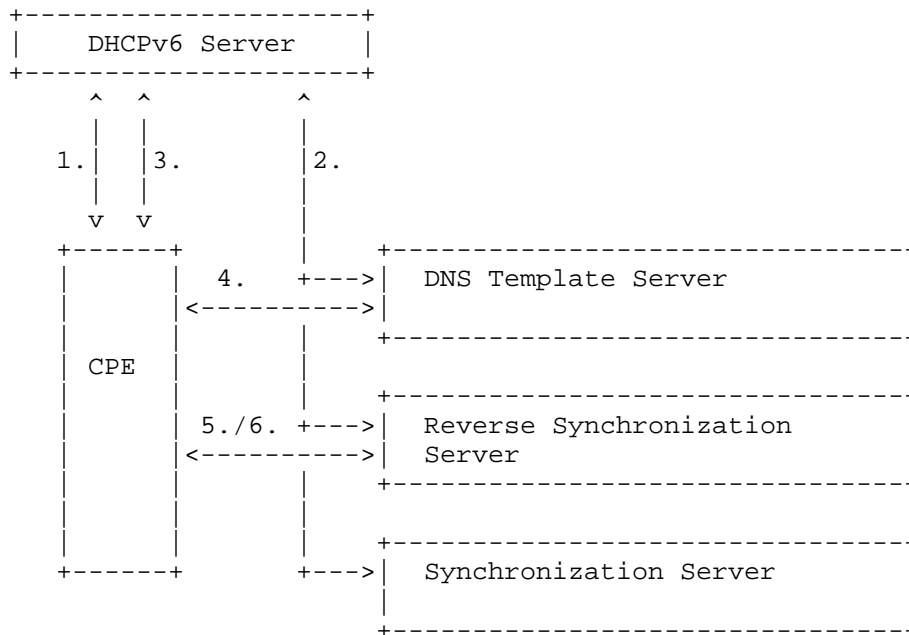 DHCPv6 Server
1. 3. 2.
4. DNS Template Server
CPE
5./6. Reverse Synchronization
Server
Synchronization Server